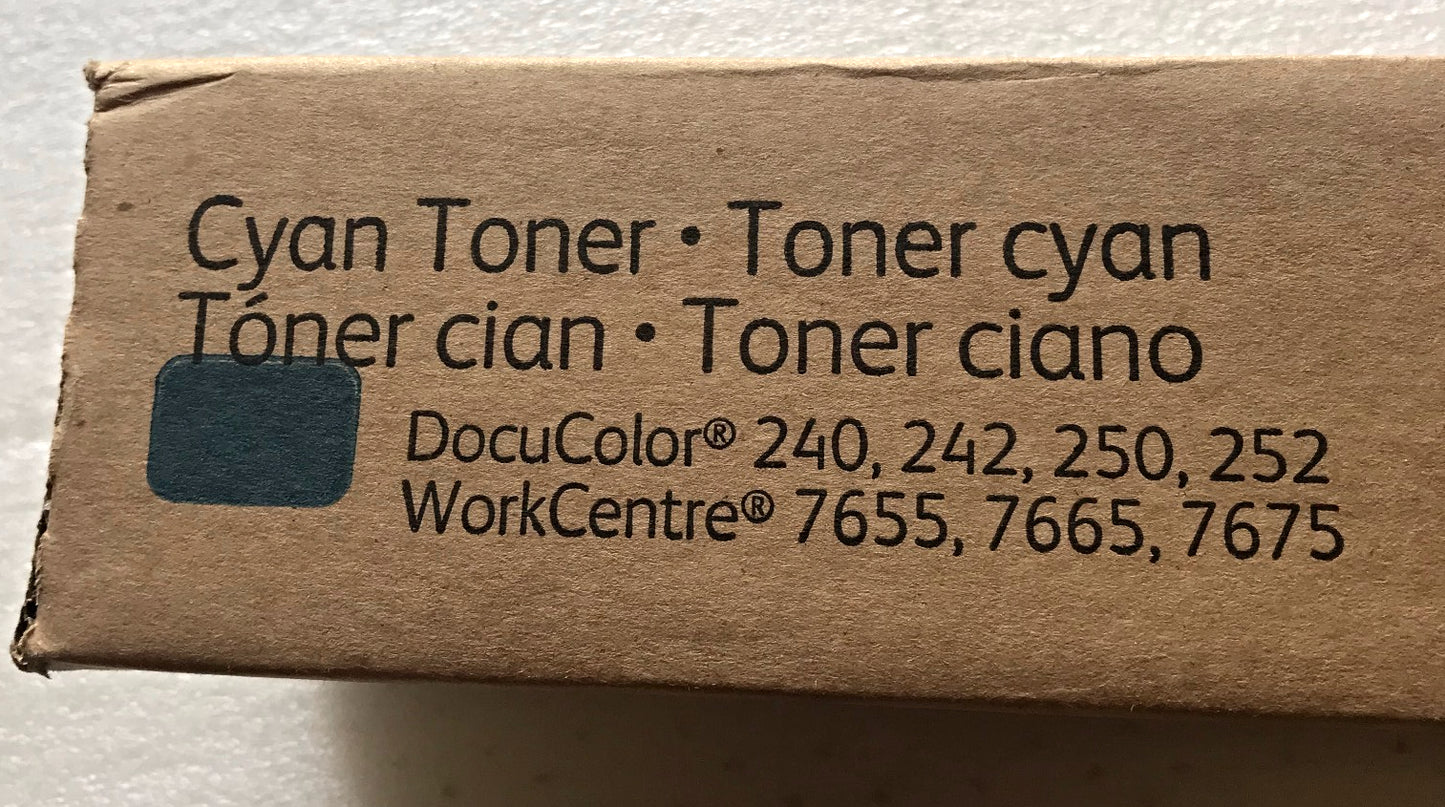 Cyan Toner • Toner cyan
Tóner cian • Toner ciano
DocuColor® 240, 242, 250, 252
WorkCentre® 7655, 7665, 7675